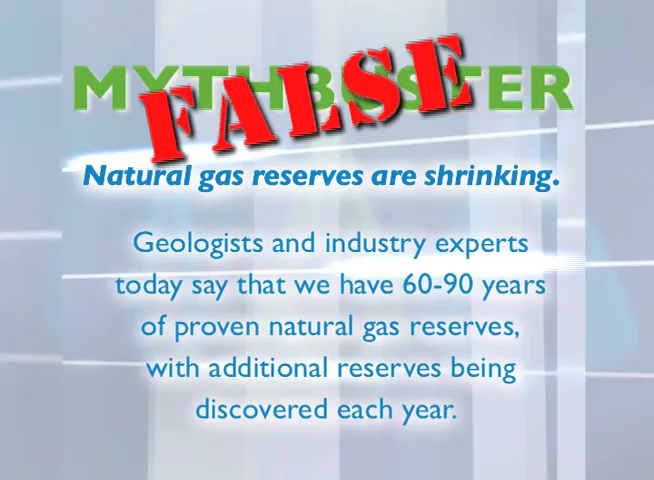 MYTHBUSTER
FALSE
Natural gas reserves are shrinking.
Geologists and industry experts
today say that we have 60-90 years
of proven natural gas reserves,
with additional reserves being
discovered each year.